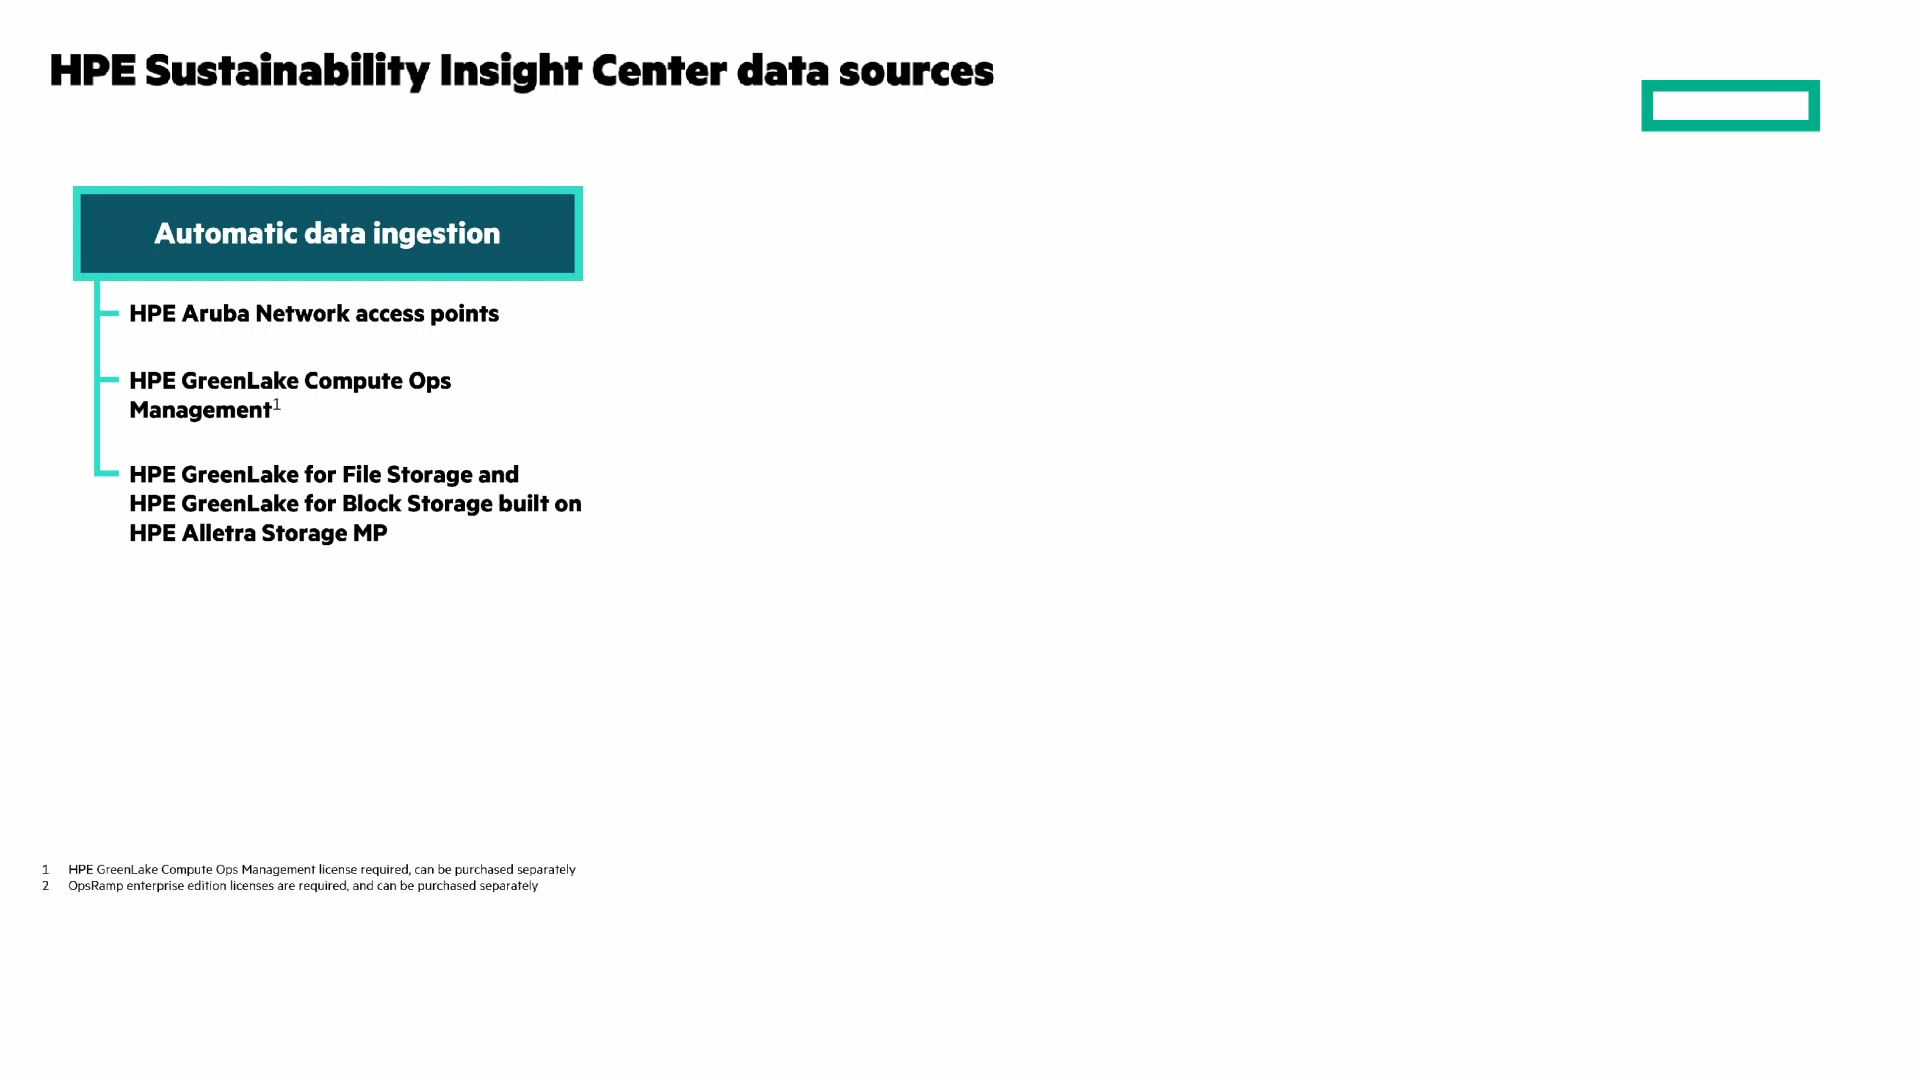 HPE Sustainability Insight Center data sources
Automatic data ingestion
HPE Aruba Network access points
HPE GreenLake Compute Ops
Management1
HPE GreenLake for File Storage and
HPE GreenLake for Block Storage built on
HPE Alletra Storage MP
1 HPE GreenLake Compute Ops Management license required, can be purchased separately
2 OpsRamp enterprise edition licenses are required, and can be purchased separately